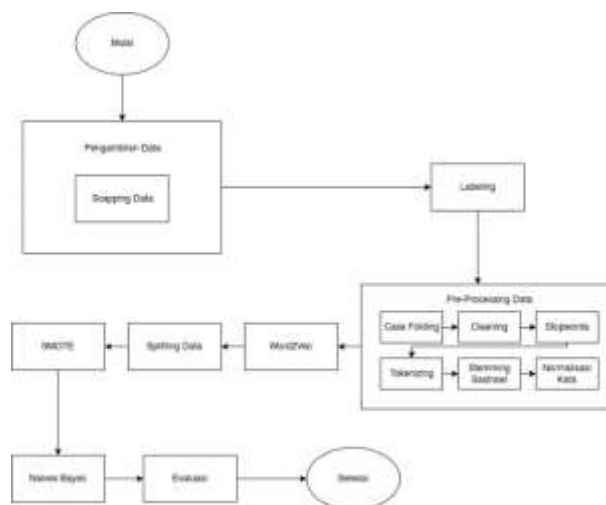 Mulai
Pengambilan Data
Scapping Data
Labeling
Pre-Processing Data
Case Folding
Cleaning
Stopwords
Tokenizing
Stemming
Sastrawi
Normalisasi
Kata
Word2Vec
Splitting Data
SMOTE
Naives Bayes
Evaluasi
Selesai